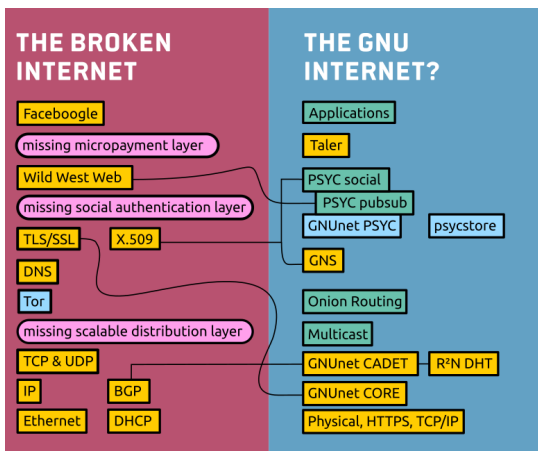 THE BROKEN
INTERNET
Faceboogle
missing micropayment layer
Wild West Web
missing social authentication layer
TLS/SSL
X.509
DNS
Tor
missing scalable distribution layer
TCP & UDP
IP
BGP
Ethernet
DHCP
THE GNU
INTERNET?
Applications
Taler
PSYC social
PSYC pubsub
GNUnet PSYC
psycstore
GNS
Onion Routing
Multicast
GNUnet CADET
R²N DHT
GNUnet CORE
Physical, HTTPS, TCP/IP